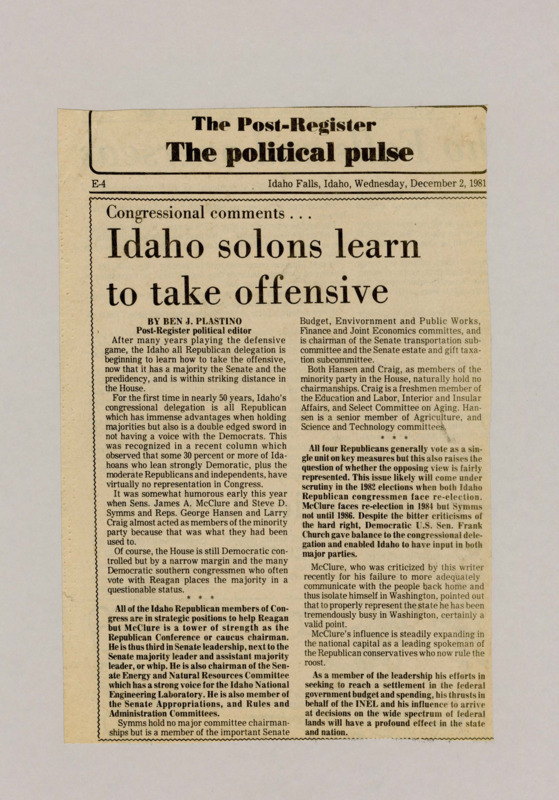 The Post-Register
The political pulse
E-4
Idaho Falls, Idaho, Wednesday, December 2, 1981
Congressional comments . . .
Idaho solons learn
to take offensive
BY BEN J. PLASTINO
Post-Register political editor
After many years playing the defensive
game, the Idaho all Republican delegation is
beginning to learn how to take the offensive,
now that it has a majority the Senate and the
predidency, and is within striking distance in
the House.
For the first time in nearly 50 years, Idaho's
congressional delegation is all Republican
which has immense advantages when holding
majorities but also is a double edged sword in
not having a voice with the Democrats. This
was recognized in a recent column which
observed that some 30 percent or more of Ida-
hoans who lean strongly Demoratic, plus the
moderate Republicans and independents, have
virtually no representation in Congress.
It was somewhat humorous early this year
when Sens. James A. McClure and Steve D.
Symms and Reps. George Hansen and Larry
Craig almost acted as members of the minority
party because that was what they had been
used to.
Of course, the House is still Democratic con-
trolled but by a narrow margin and the many
Democratic southern congressmen who often
vote with Reagan places the majority in a
questionable status.
* * *
All of the Idaho Republican members of Con-
gress are in strategic positions to help Reagan
but McClure is a tower of strength as the
Republican Conference or caucus chairman.
He is thus third in Senate leadership, next to the
Senate majority leader and assistant majority
leader, or whip. He is also chairman of the Sen-
ate Energy and Natural Resources Committee
which has a strong voice for the Idaho National
Engineering Laboratory. He is also member of
the Senate Appropriations, and Rules and
Administration Committees.
Symms hold no major committee chairman-
ships but is a member of the important Senate
Budget, Envivornment and Public Works,
Finance and Joint Economics committes, and
is chairman of the Senate transportation sub-
committee and the Senate estate and gift taxa-
tion subcommittee.
Both Hansen and Craig, as members of the
minority party in the House, naturally hold no
chairmanships. Craig is a freshmen member of
the Education and Labor, Interior and Insular
Affairs, and Select Committee on Aging. Han-
sen is a senior member of Agriculture, and
Science and Technology committees.
* * *
All four Republicans generally vote as a sin-
gle unit on key measures but this also raises the
question of whether the opposing view is fairly
represented. This issue likely will come under
scrutiny in the 1982 elections when both Idaho
Republican congressmen face re-election.
McClure faces re-election in 1984 but Symms
not until 1986. Despite the bitter criticisms of
the hard right, Democratic U.S. Sen. Frank
Church gave balance to the congressional dele-
gation and enabled Idaho to have input in both
major parties.
McClure, who was criticized by this writer
recently for his failure to more adequately
communicate with the people back home and
thus isolate himself in Washington, pointed out
that to properly represent the state he has been
tremendously busy in Washington, certainly a
valid point.
McClure's influence is steadily expanding in
the national capital as a leading spokesman of
the Republican conservatives who now rule the
roost.
As a member of the leadership his efforts in
seeking to reach a settlement in the federal
government budget and spending, his thrusts in
behalf of the INEL and his influence to arrive
at decisions on the wide spectrum of federal
lands will have a profound effect in the state
and nation.